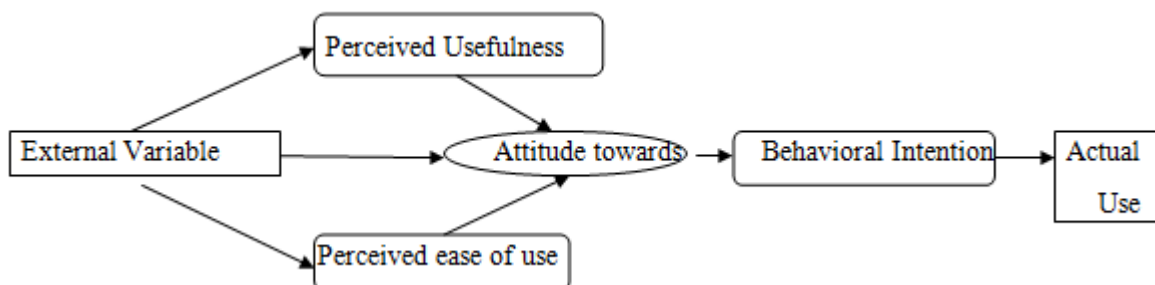 Perceived Usefulness
External Variable
Attitude towards
Behavioral Intention
Actual
Use
Perceived ease of use